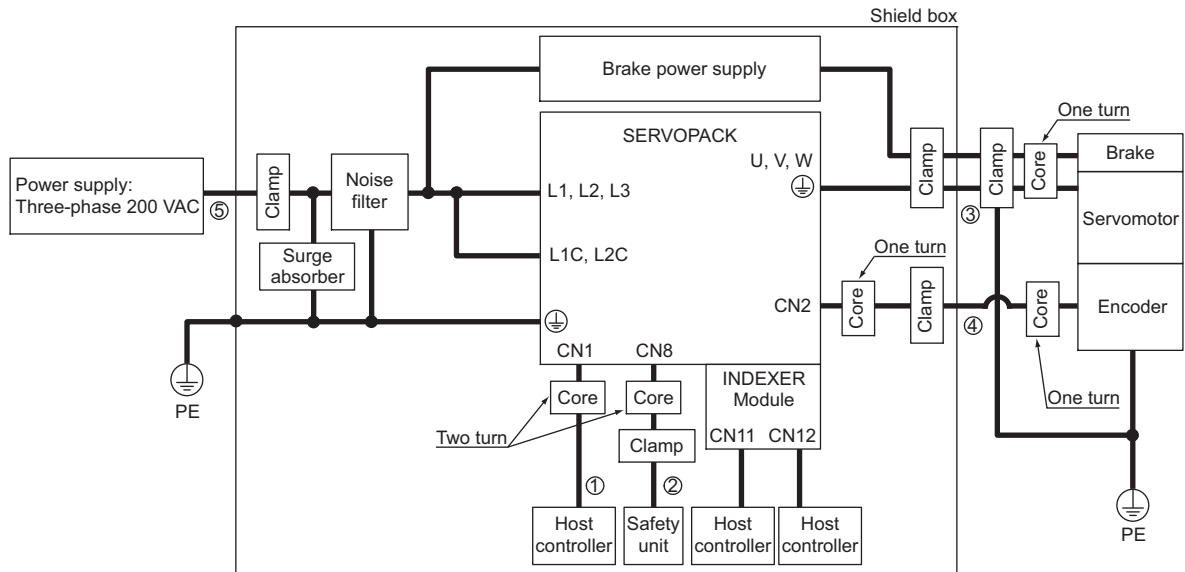 Shield box
Brake power supply
One turn
SERVOPACK
U, V, W
Clamp
Clamp
Core
Brake
Power supply:
Three-phase 200 VAC
⑤
Clamp
Noise
filter
L1, L2, L3
③
Servomotor
Surge
absorber
L1C, L2C
One turn
CN2
Core
Clamp
④
Core
Encoder
PE
CN1
CN8
INDEXER
Module
One turn
Core
Core
Two turn
Clamp
CN11
CN12
①
②
Host
controller
Safety
unit
Host
controller
Host
controller
PE